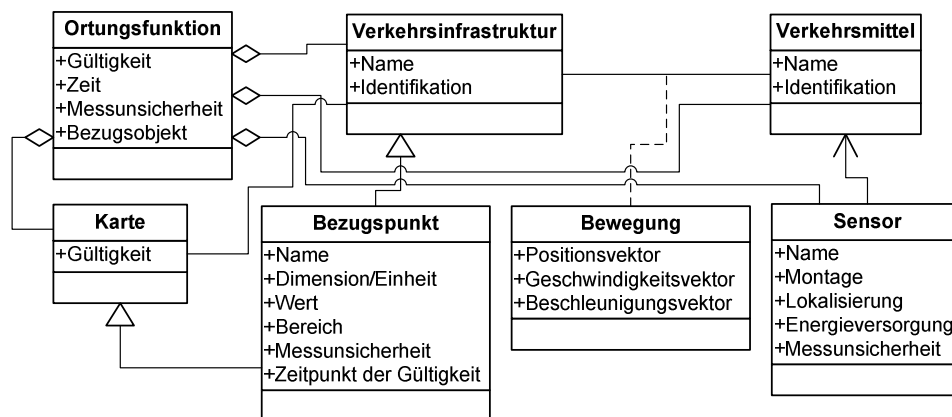 Ortungsfunktion
+Gültigkeit
+Zeit
+Messunsicherheit
+Bezugsobjekt
Verkehrsinfrastruktur
+Name
+Identifikation
Verkehrsmittel
+Name
+Identifikation
Karte
+Gültigkeit
Bezugspunkt
+Name
+Dimension/Einheit
+Wert
+Bereich
+Messunsicherheit
+Zeitpunkt der Gültigkeit
Bewegung
+Positionsvektor
+Geschwindigkeitsvektor
+Beschleunigungsvektor
Sensor
+Name
+Montage
+Lokalisierung
+Energieversorgung
+Messunsicherheit